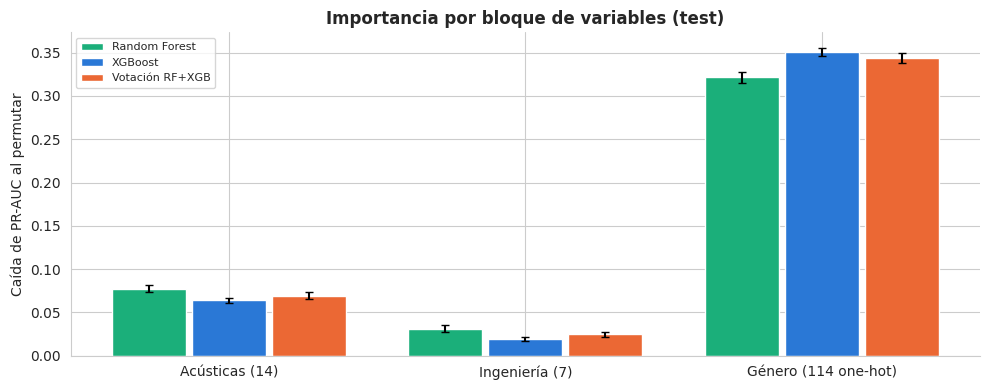 Importancia por bloque de variables (test)
Random Forest
XGBoost
Votación RF+XGB
Caída de PR-AUC al permutar
0.35
0.30
0.25
0.20
0.15
0.10
0.05
0.00
Acústicas (14)
Ingeniería (7)
Género (114 one-hot)